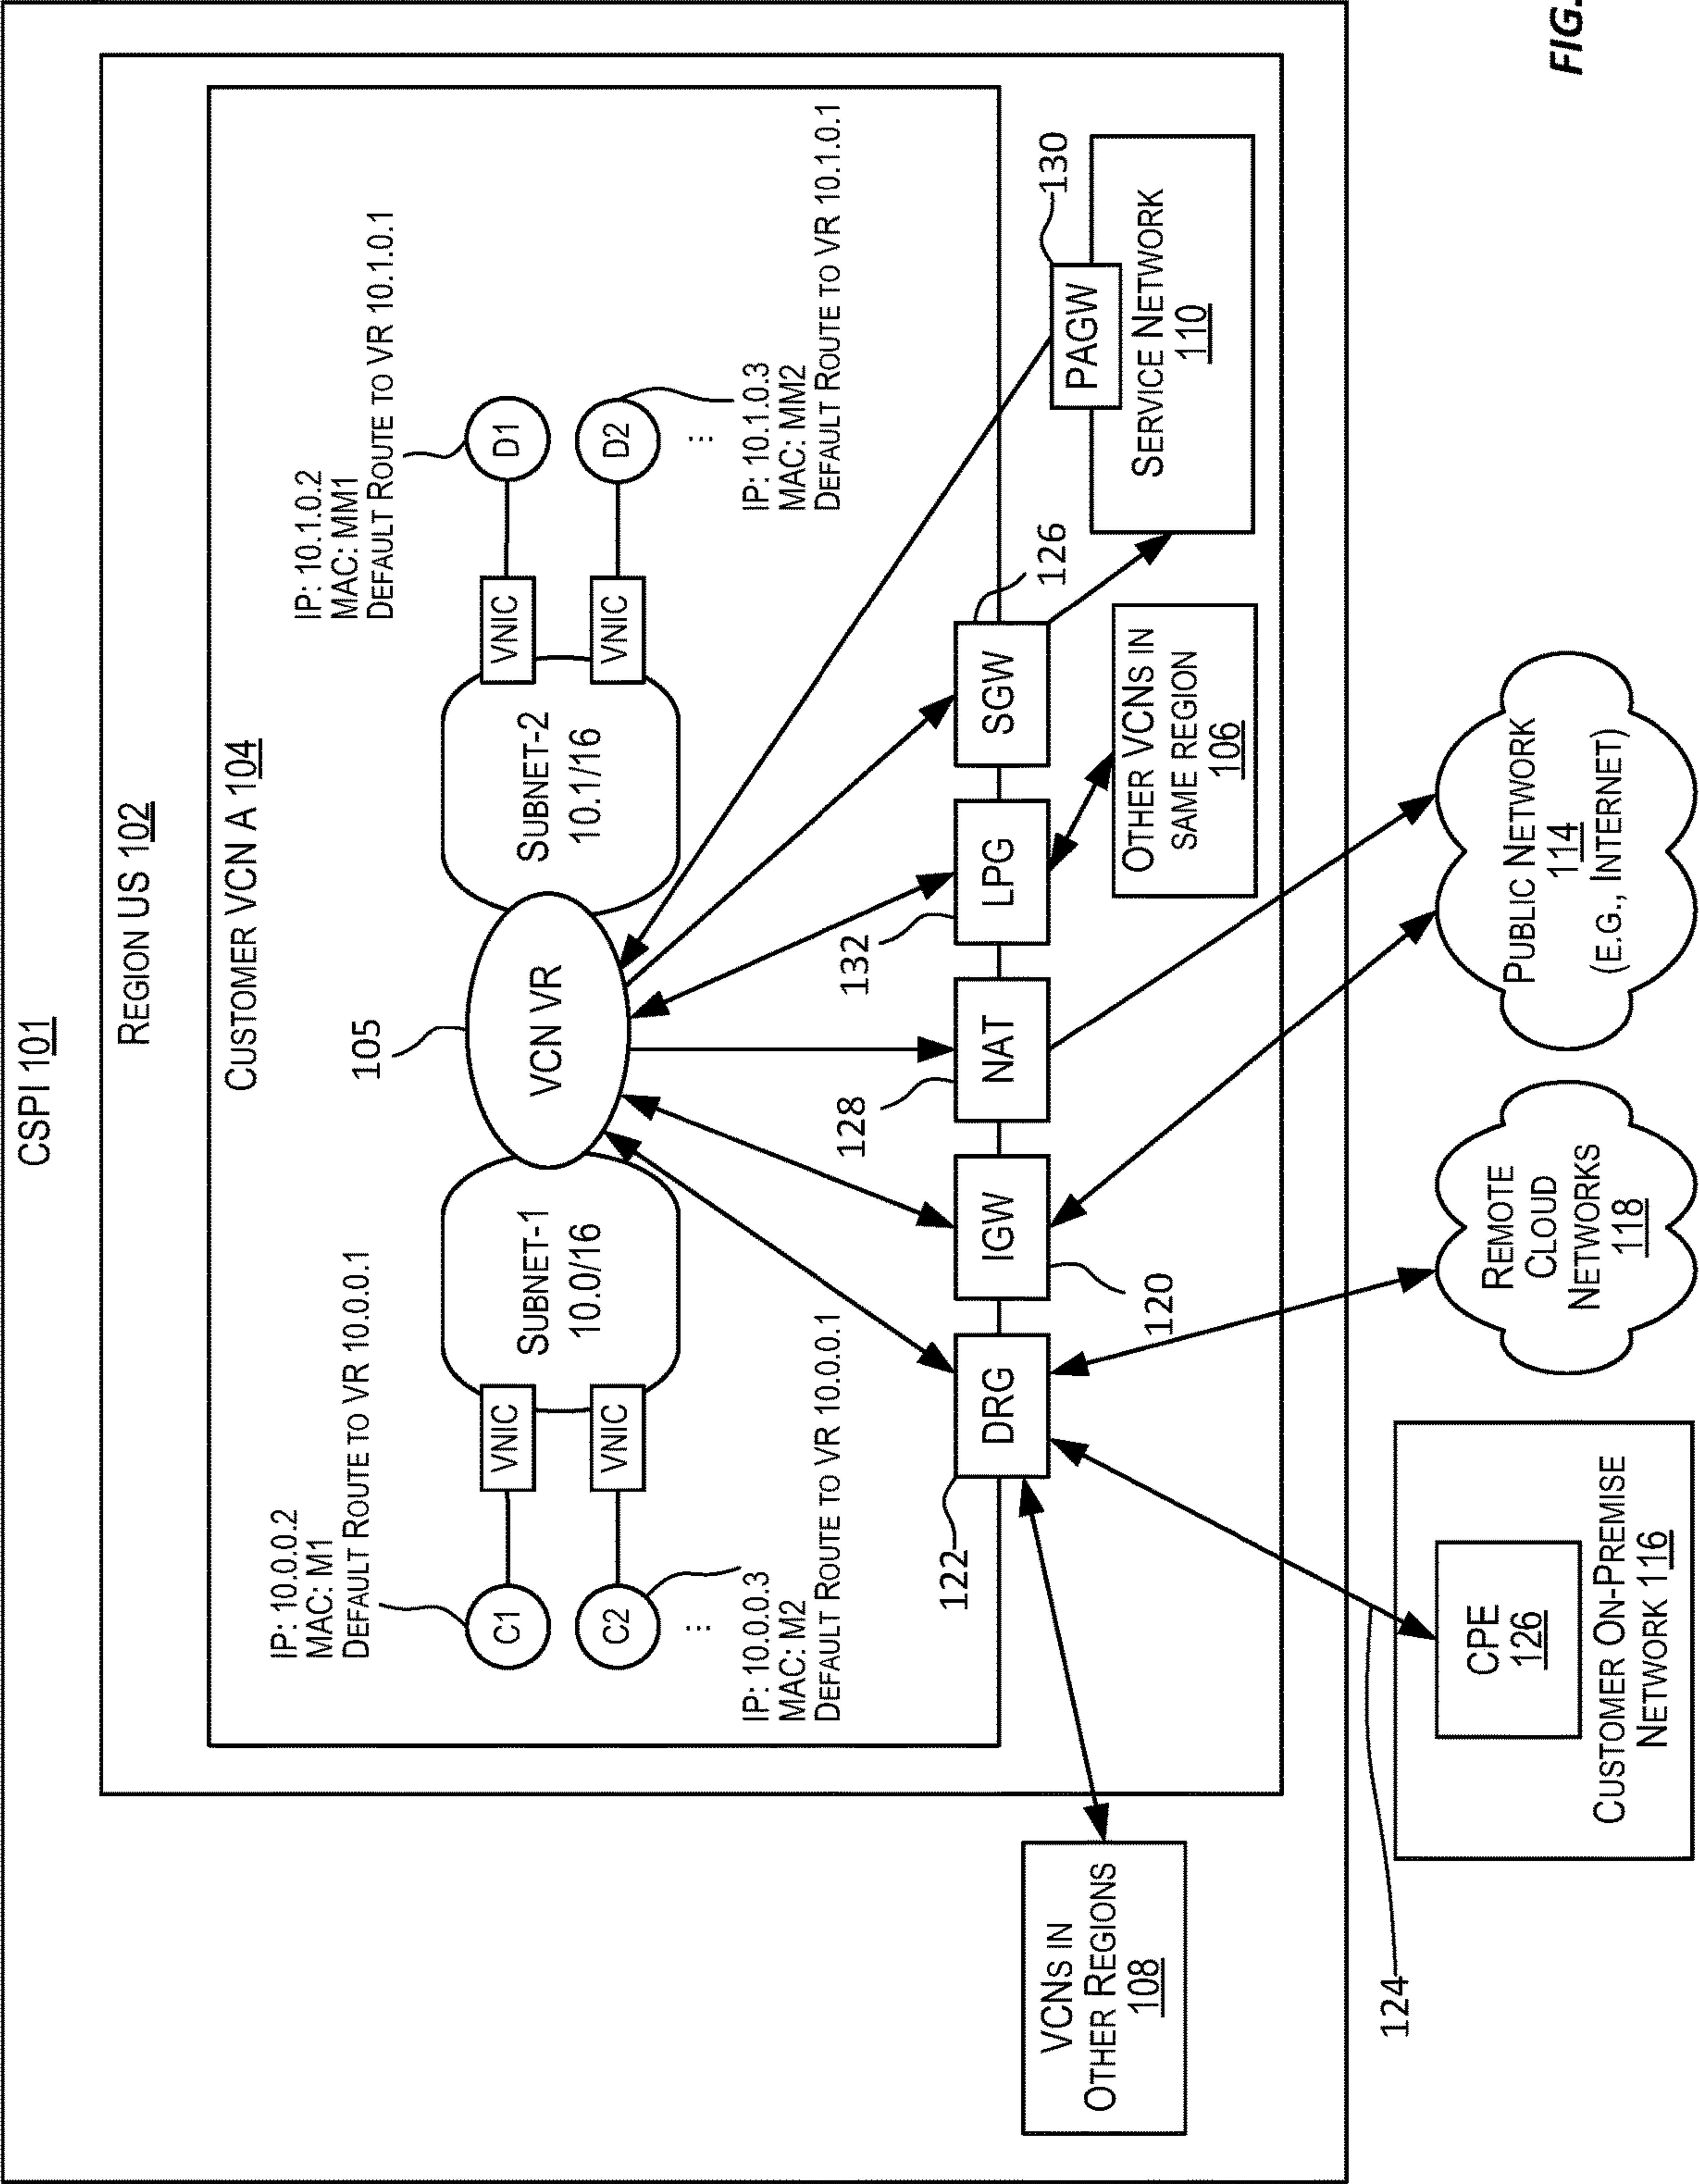 CSPI 101
REGION US 102
CUSTOMER VCN A 104
IP: 10.0.0.2
MAC: M1
DEFAULT ROUTE TO VR 10.0.0.1
105
IP: 10.1.0.2
MAC: MM1
DEFAULT ROUTE TO VR 10.1.0.1
C1
VNIC
C2
VNIC
...
SUBNET-1
10.0/16
VCN VR
SUBNET-2
10.1/16
VNIC
D1
VNIC
D2
...
IP: 10.0.0.3
MAC: M2
DEFAULT ROUTE TO VR 10.0.0.1
IP: 10.1.0.3
MAC: MM2
DEFAULT ROUTE TO VR 10.1.0.1
122
128
132
DRG
IGW
NAT
LPG
SGW
120
126
130
PAGW
SERVICE NETWORK
110
OTHER VCNS IN
SAME REGION
106
VCNS IN
OTHER REGIONS
108
124
CPE
126
CUSTOMER ON-PREMISE
NETWORK 116
REMOTE
CLOUD
NETWORKS
118
PUBLIC NETWORK
114
(E.G., INTERNET)
FIG.